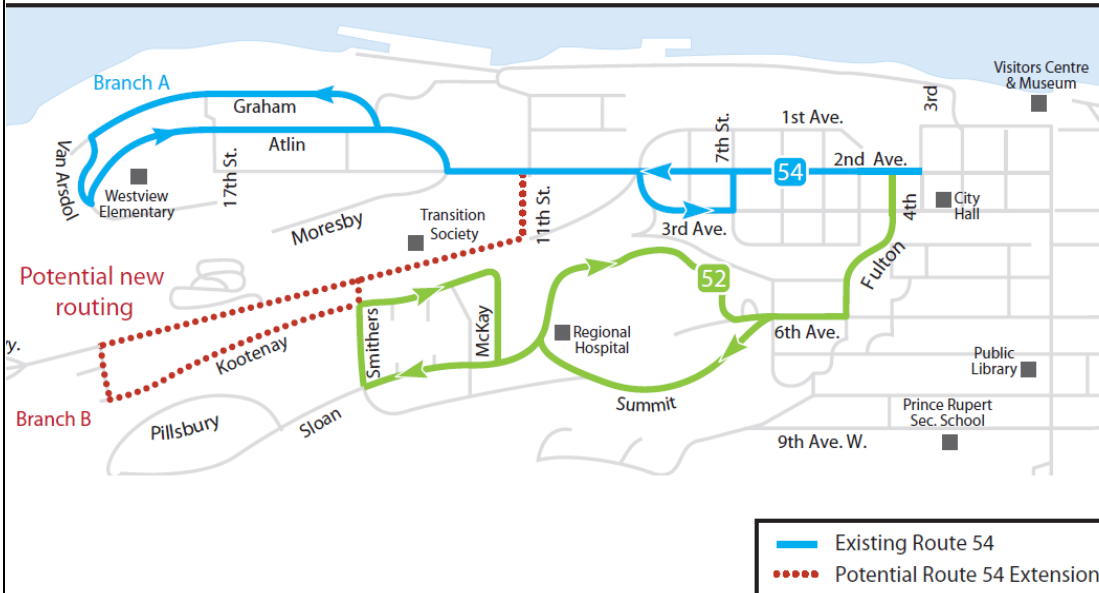 Visitors Centre
& Museum
Branch A
3rd
Graham
1st Ave.
7th St.
Atlin
2nd Ave.
54
Van Arsdol
17th St.
Westview
Elementary
4th
City
Hall
Moresby
Transition
Society
11th St.
3rd Ave.
Fulton
Potential new
routing
52
6th Ave.
Regional
Hospital
Smithers
McKay
Kootenay
y.
Public
Library
Branch B
Summit
Prince Rupert
Sec. School
Pillsbury
Sloan
9th Ave. W.
Existing Route 54
Potential Route 54 Extension